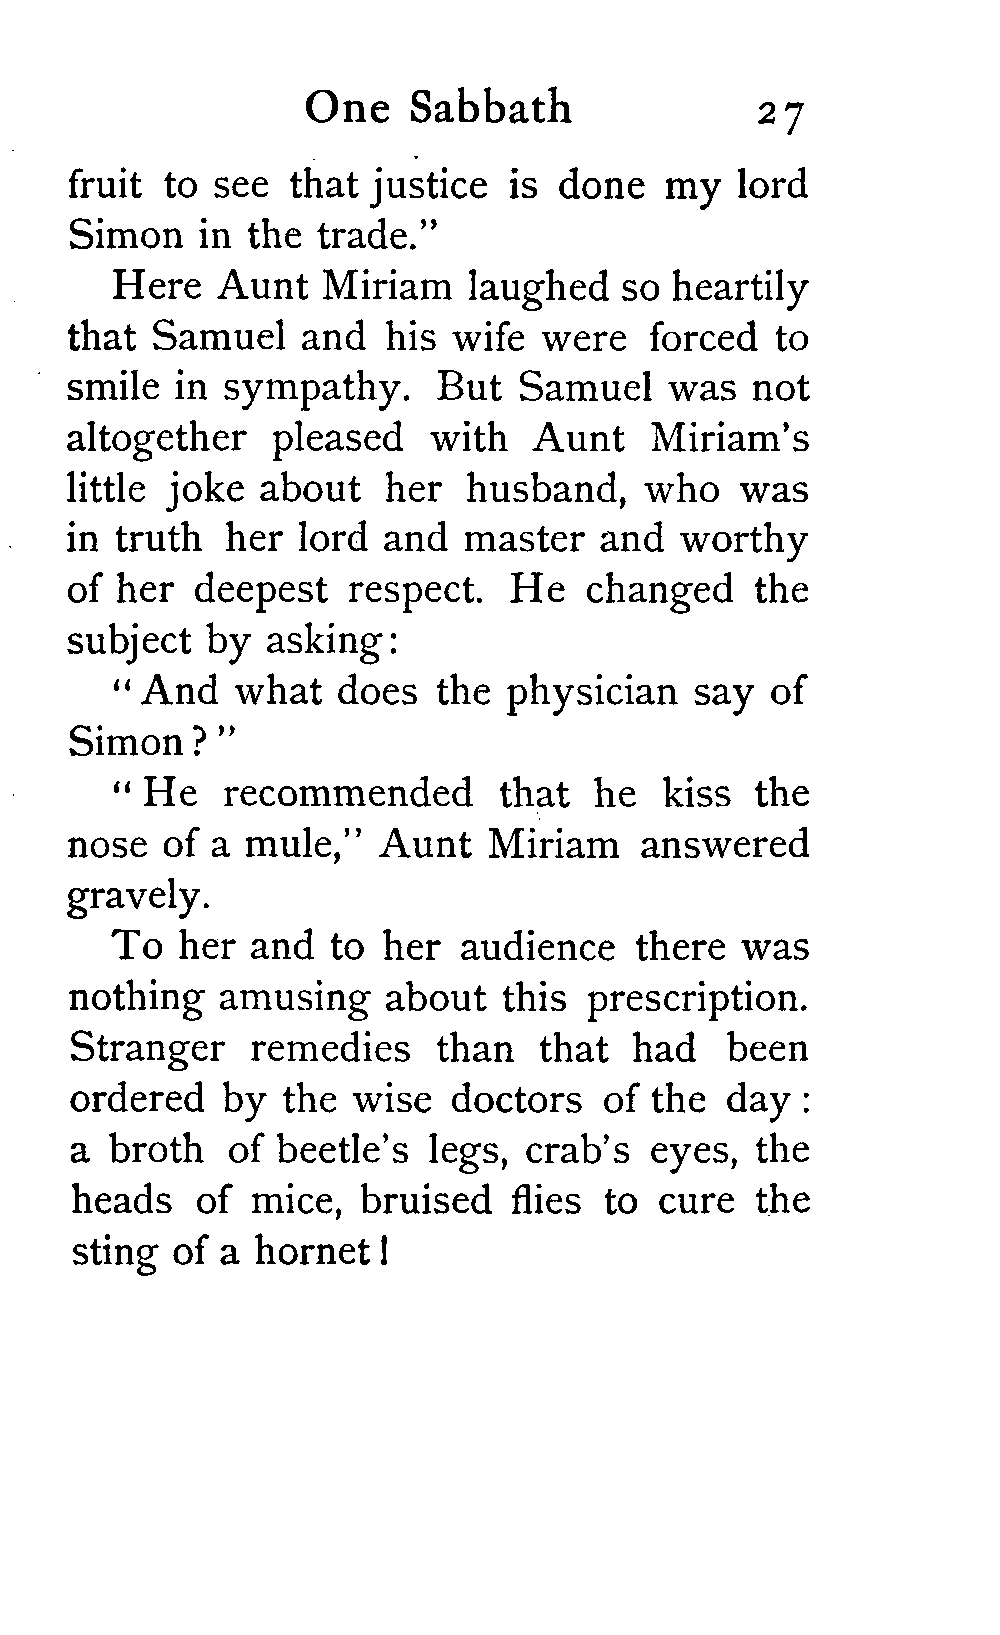 One Sabbath 27
fruit to see that justice is done my lord
Simon in the trade."
Here Aunt Miriam laughed so heartily
that Samuel and his wife were forced to
smile in sympathy. But Samuel was not
altogether pleased with Aunt Miriam's
little joke about her husband, who was
in truth her lord and master and worthy
of her deepest respect. He changed the
subject by asking:
"And what does the physician say of
Simon?"
"He recommended that he kiss the
nose of a mule," Aunt Miriam answered
gravely.
To her and to her audience there was
nothing amusing about this prescription.
Stranger remedies than that had been
ordered by the wise doctors of the day:
a broth of beetle's legs, crab's eyes, the
heads of mice, bruised flies to cure the
sting of a hornet!